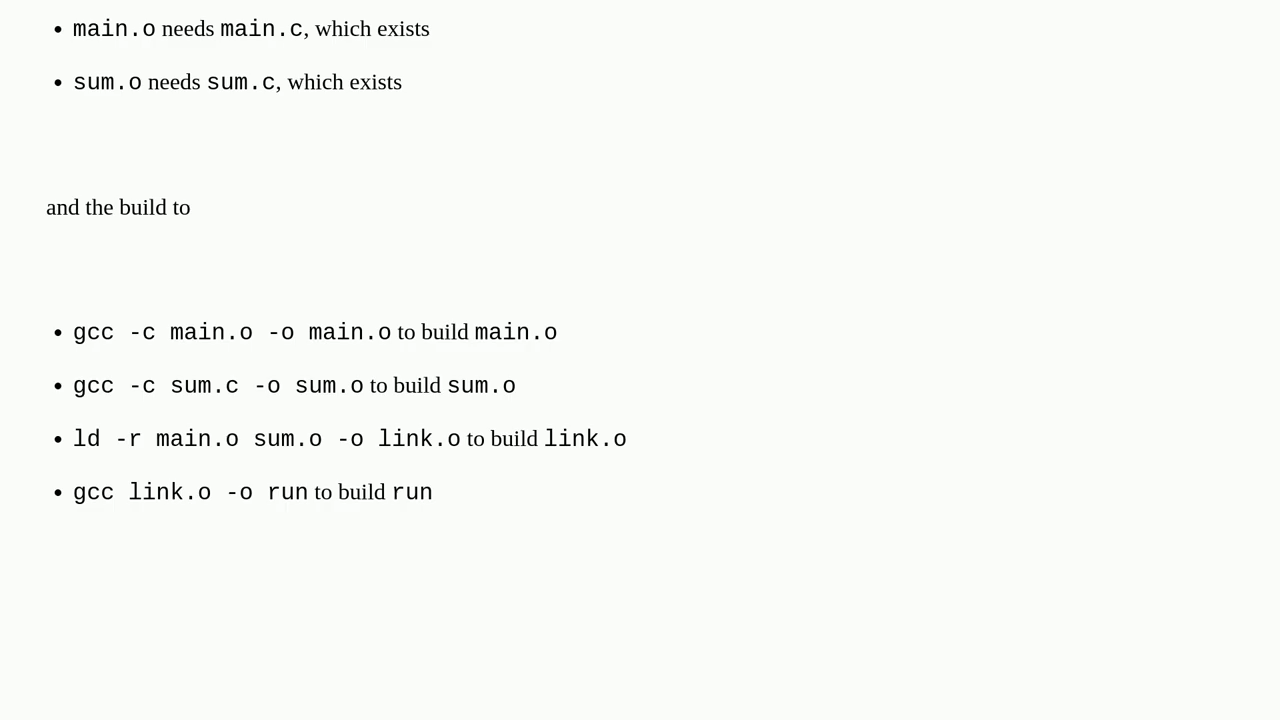 • main.o needs main.c, which exists
• sum.o needs sum.c, which exists
and the build to
• gcc -c main.o -o main.o to build main.o
• gcc -c sum.c -o sum.o to build sum.o
• ld -r main.o sum.o -o link.o to build link.o
• gcc link.o -o run to build run